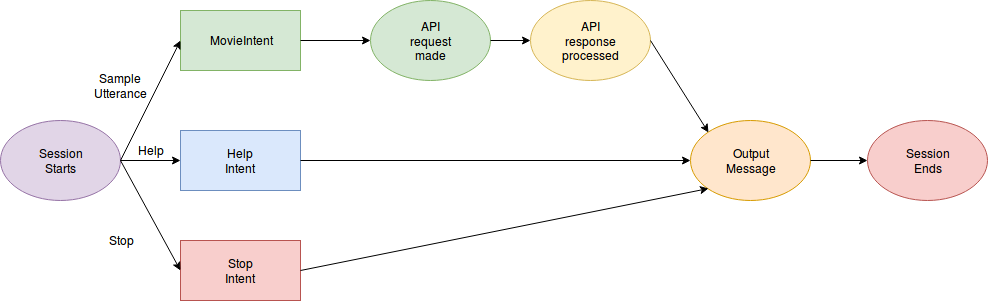 MovieIntent
API
request
made
API
response
processed
Sample
Utterance
Session
Starts
Help
Help
Intent
Output
Message
Session
Ends
Stop
Stop
Intent